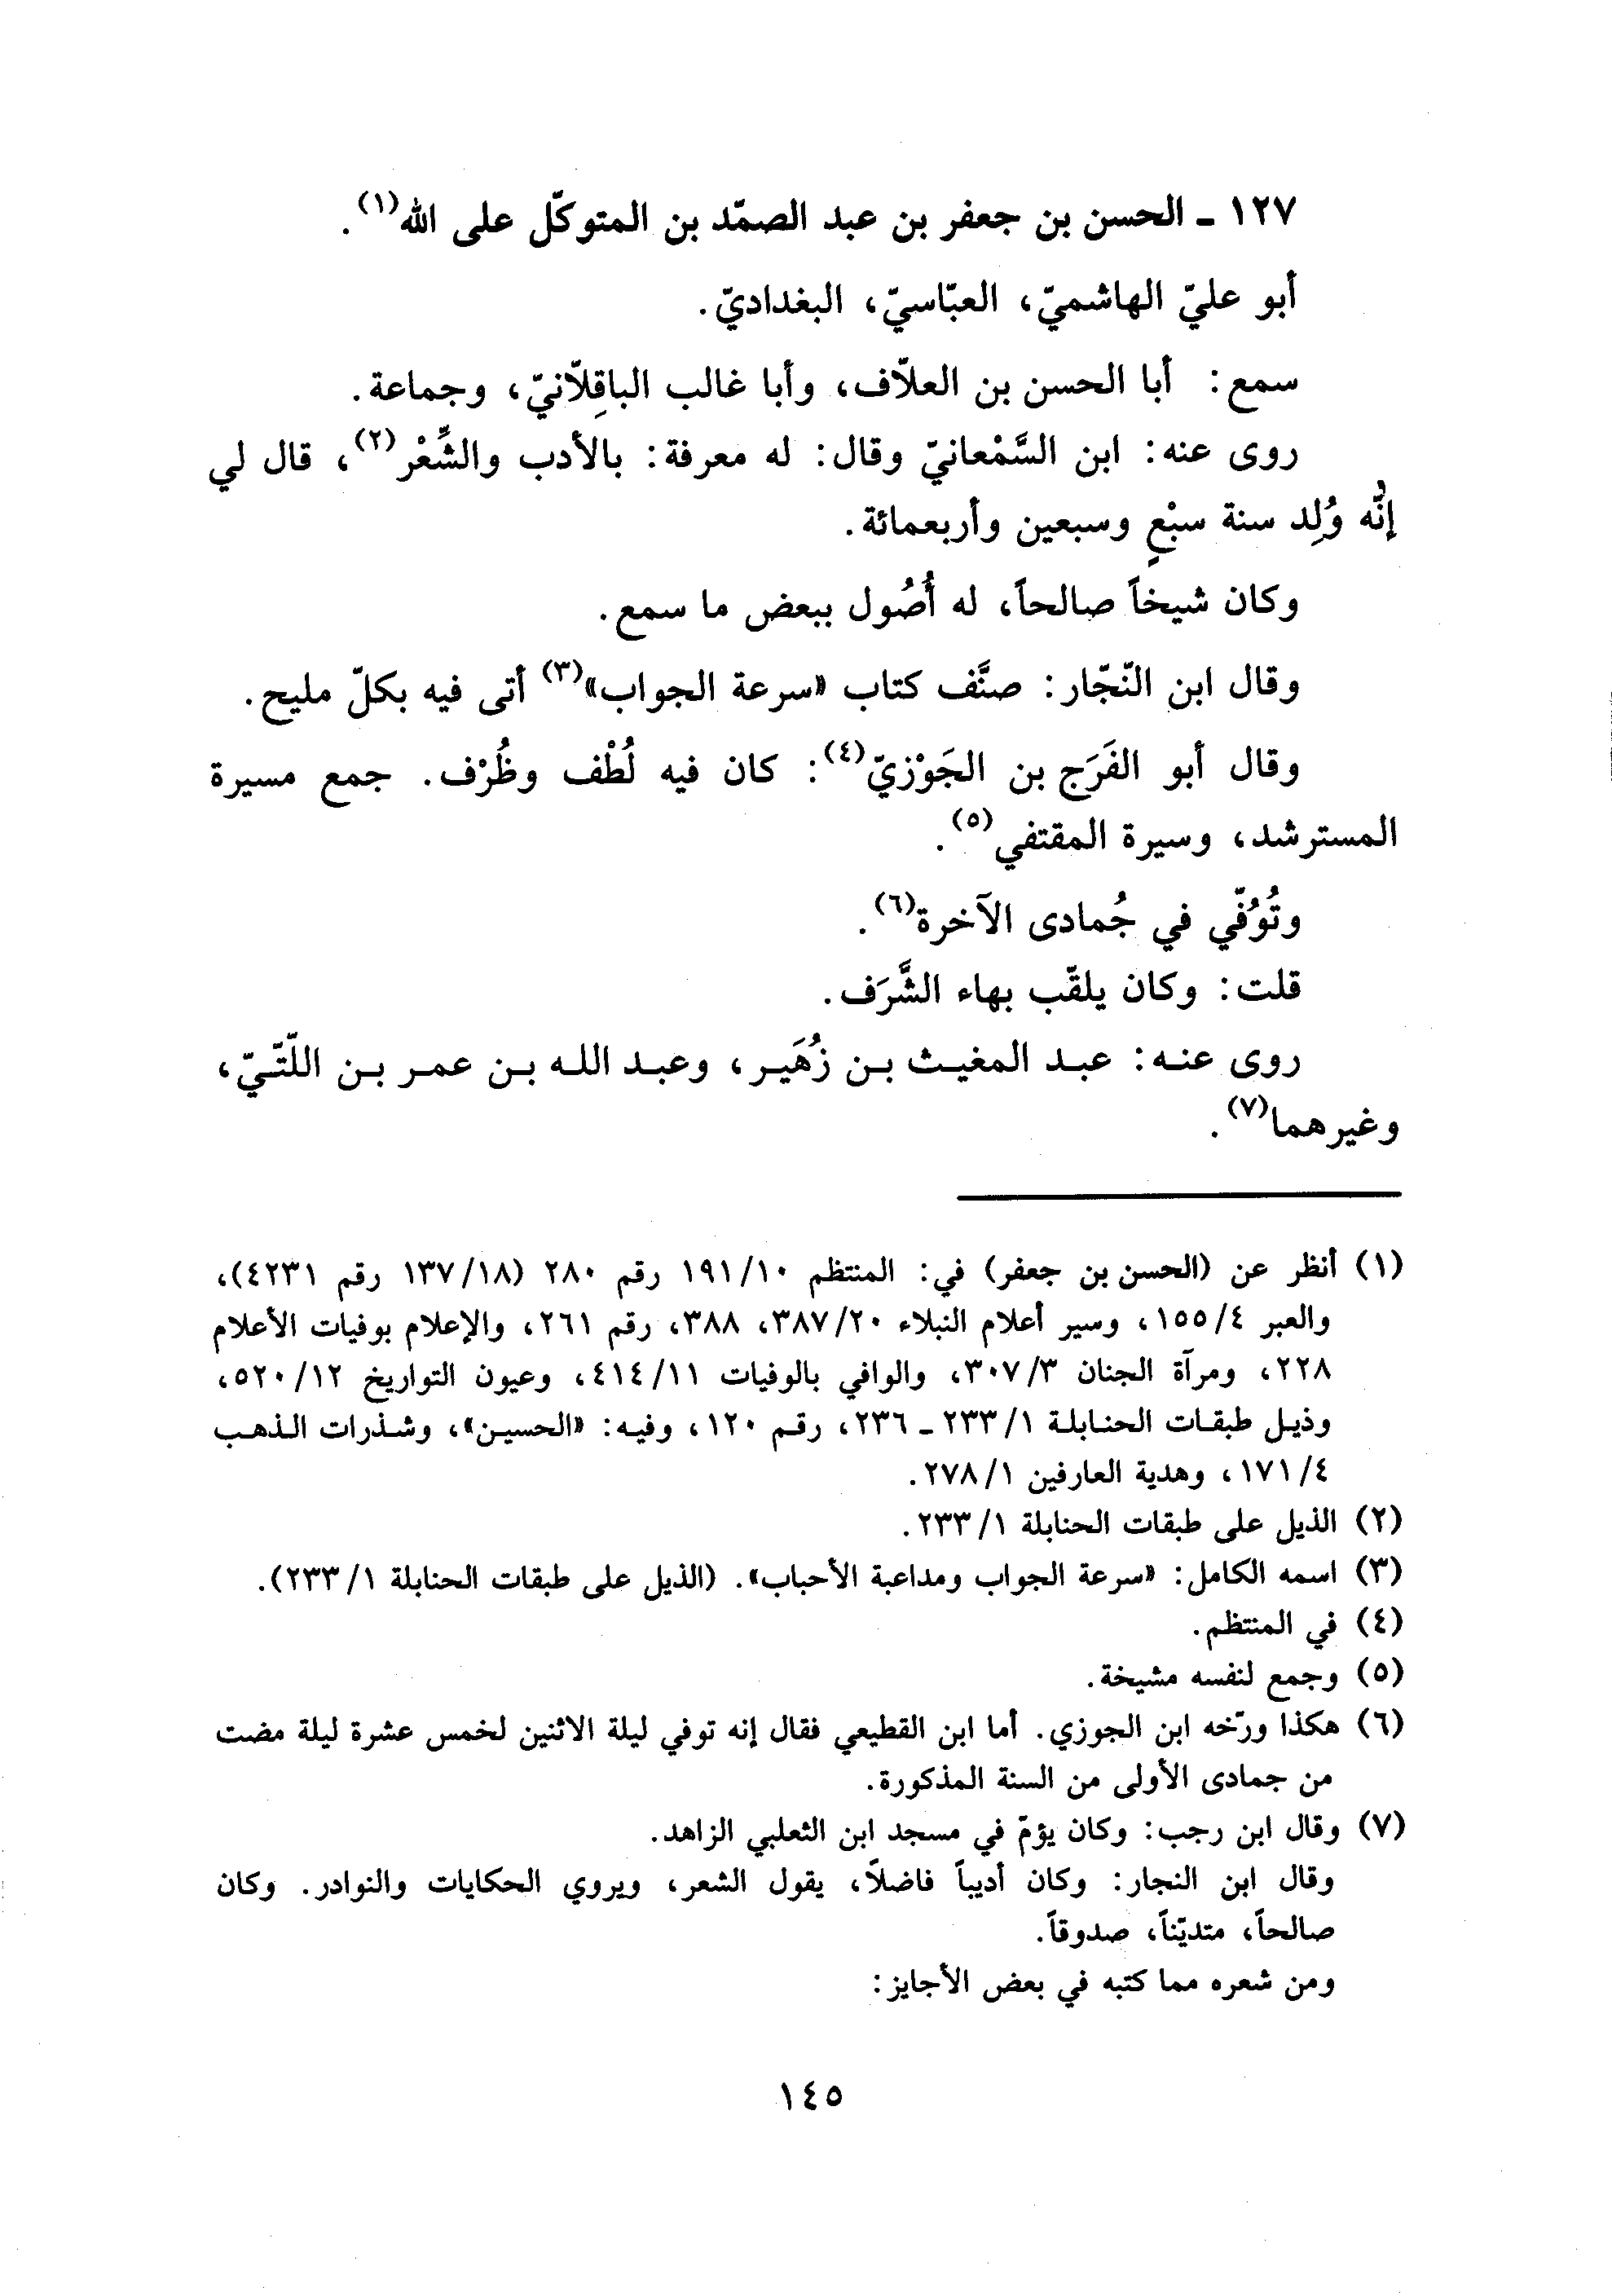 ١٢٧ ـ الحسن بن جعفر بن عبد الصمّد بن المتوكّل على الله(١).
أبو عليّ الهاشميّ، العبّاسيّ، البغداديّ.
سمع: أبا الحسن بن العلاّف، وأبا غالب الباقِلاّنيّ، وجماعة.
روى عنه: ابن السَّمْعانيّ وقال: له معرفة: بالأدب والشِّعْر(٢)، قال لي
إنُّه وُلِد سنة سبْعٍ وسبعين وأربعمائة.
وكان شيخاً صالحاً، له أُصُول ببعض ما سمع.
وقال ابن النّجّار: صنَّف كتاب «سرعة الجواب»(٣) أتى فيه بكلّ مليح.
وقال أبو الفَرَج بن الجَوْزيّ(٤): كان فيه لُطْف وظُرْف. جمع مسيرة
المسترشد، وسيرة المقتفي(٥).
وتُوُفّي في جُمادى الآخرة(٦).
قلت: وكان يلقّب بهاء الشَّرَف.
روى عنه: عبد المغيث بن زُهَير، وعبد الله بن عمر بن اللّتّيّ،
وغيرهما(٧).
(١) أنظر عن (الحسن بن جعفر) في: المنتظم ١٩١/١٠ رقم ٢٨٠ (١٣٧/١٨ رقم ٤٢٣١)،
والعبر ١٥٥/٤، وسير أعلام النبلاء ٣٨٧/٢٠، ٣٨٨، رقم ٢٦١، والإعلام بوفيات الأعلام
٢٢٨، ومرآة الجنان ٣٠٧/٣، والوافي بالوفيات ٤١٤/١١، وعيون التواريخ ٥٢٠/١٢،
وذيل طبقات الحنابلة ٢٣٣/١ ـ ٢٣٦، رقم ١٢٠، وفيه: «الحسين»، وشذرات الذهب
١٧١/٤، وهدية العارفين ٢٧٨/١.
(٢) الذيل على طبقات الحنابلة ٢٣٣/١.
(٣) اسمه الكامل: «سرعة الجواب ومداعبة الأحباب». (الذيل على طبقات الحنابلة ٢٣٣/١).
(٤) في المنتظم.
(٥) وجمع لنفسه مشيخة.
(٦) هكذا ورّخه ابن الجوزي. أما ابن القطيعي فقال إنه توفي ليلة الاثنين لخمس عشرة ليلة مضت
من جمادى الأولى من السنة المذكورة.
(٧) وقال ابن رجب: وكان يؤمّ في مسجد ابن الثعلبي الزاهد.
وقال ابن النجار: وكان أديباً فاضلاً، يقول الشعر، ويروي الحكايات والنوادر. وكان
صالحاً، متديّناً، صدوقاً.
ومن شعره مما كتبه في بعض الأجايز:
١٤٥